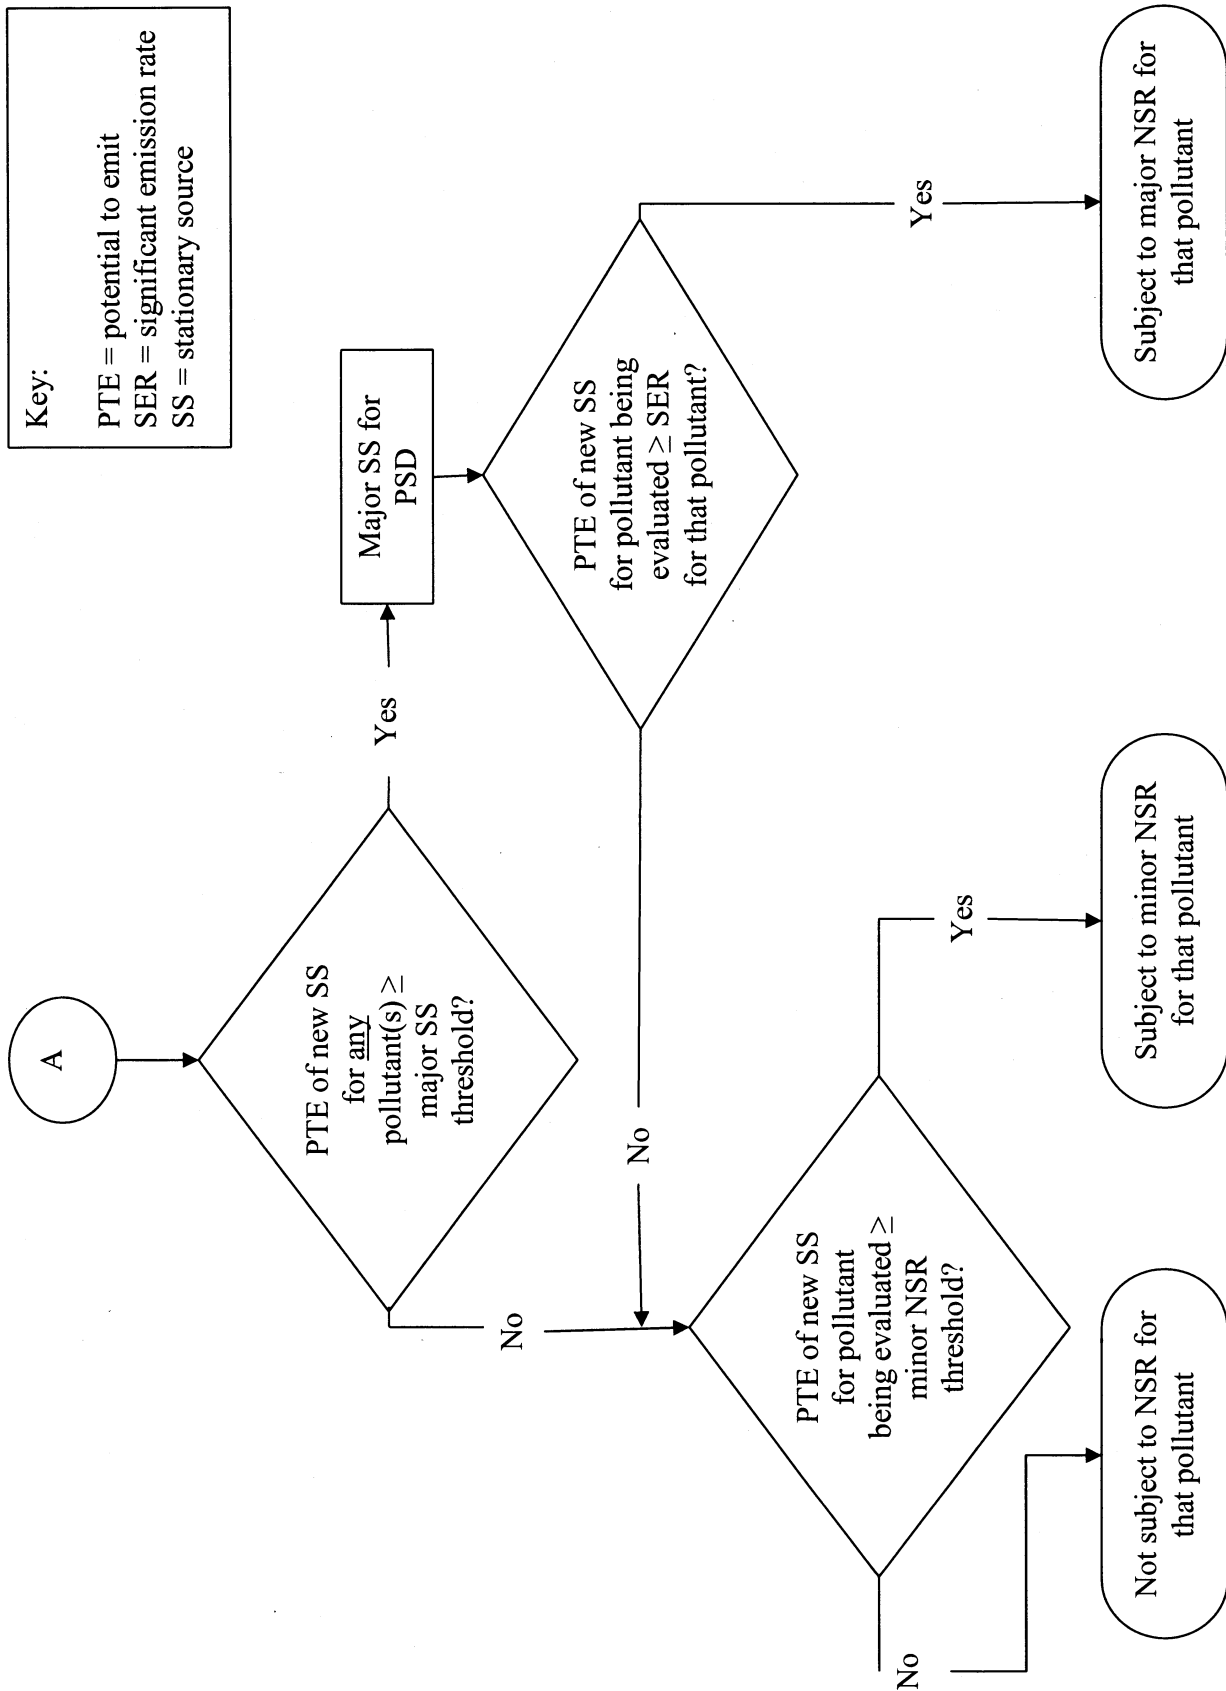 Key:
PTE = potential to emit
SER = significant emission rate
SS = stationary source
A
PTE of new SS
for any
pollutant(s) ≥
major SS
threshold?
Yes
Major SS for
PSD
No
PTE of new SS
for pollutant being
evaluated ≥ SER
for that pollutant?
No
Yes
PTE of new SS
for pollutant
being evaluated ≥
minor NSR
threshold?
No
Yes
Not subject to NSR for
that pollutant
Subject to minor NSR
for that pollutant
Subject to major NSR for
that pollutant